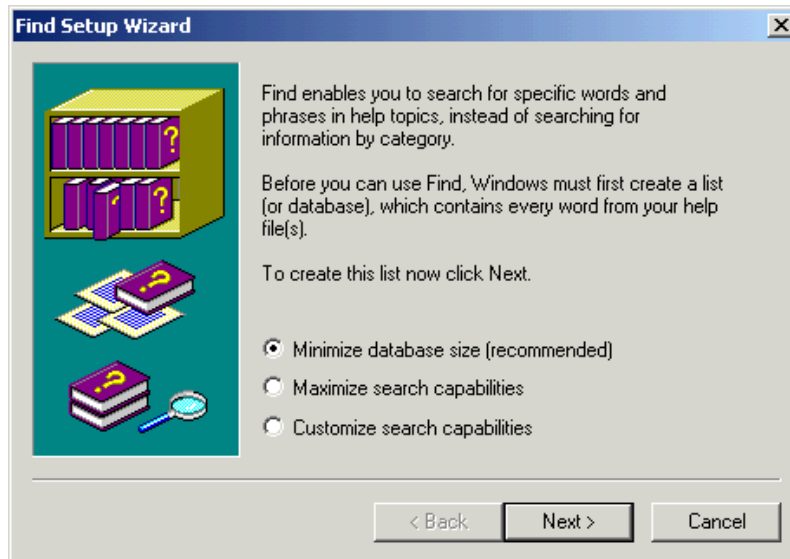 Find Setup Wizard
Find enables you to search for specific words and
phrases in help topics, instead of searching for
information by category.
Before you can use Find, Windows must first create a list
(or database), which contains every word from your help
file(s).
To create this list now click Next.
Minimize database size (recommended)
Maximize search capabilities
Customize search capabilities
< Back
Next >
Cancel